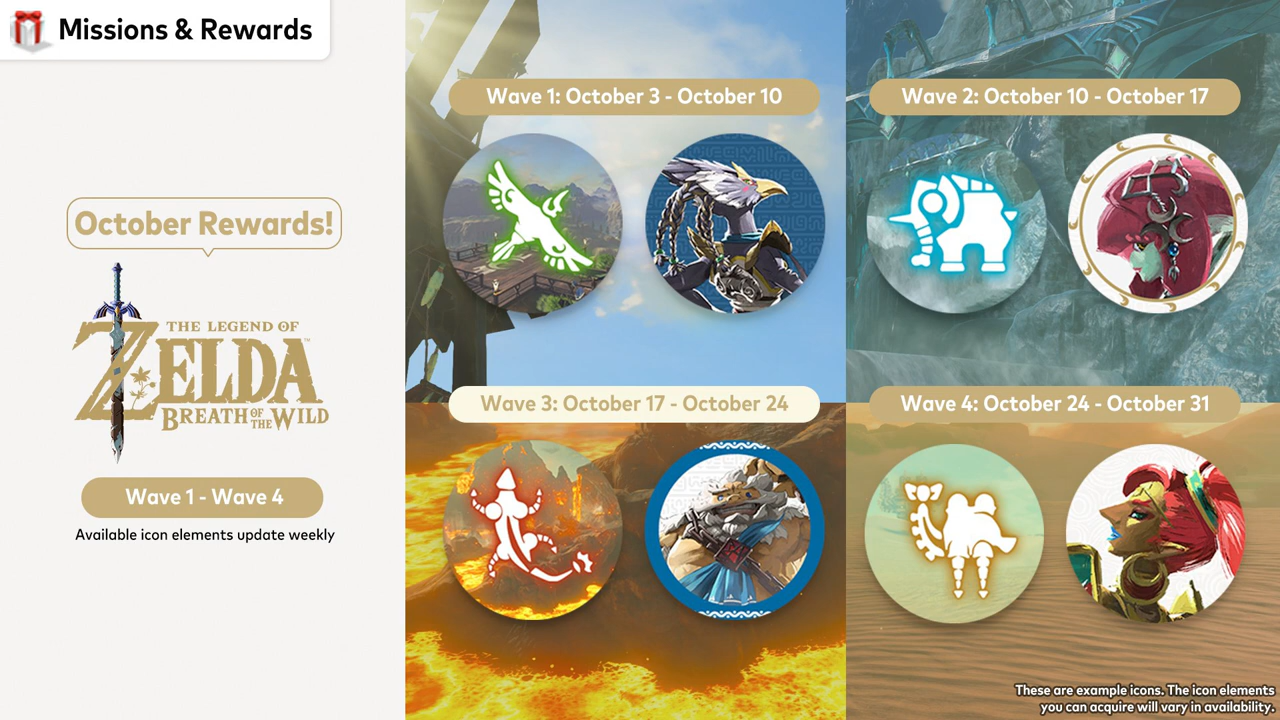 Missions & Rewards
October Rewards!
THE LEGEND OF
ZELDA™
BREATH OF THE WILD
Wave 1 - Wave 4
Available icon elements update weekly
Wave 1: October 3 - October 10
Wave 2: October 10 - October 17
Wave 3: October 17 - October 24
Wave 4: October 24 - October 31
These are example icons. The icon elements
you can acquire will vary in availability.